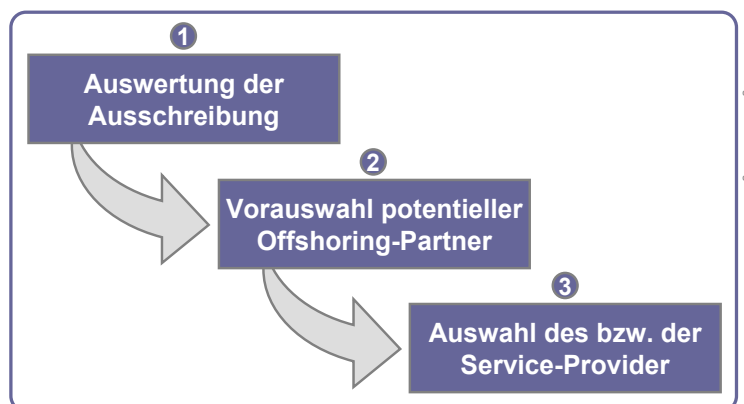 1
Auswertung der
Ausschreibung
2
Vorauswahl potentieller
Offshoring-Partner
3
Auswahl des bzw. der
Service-Provider